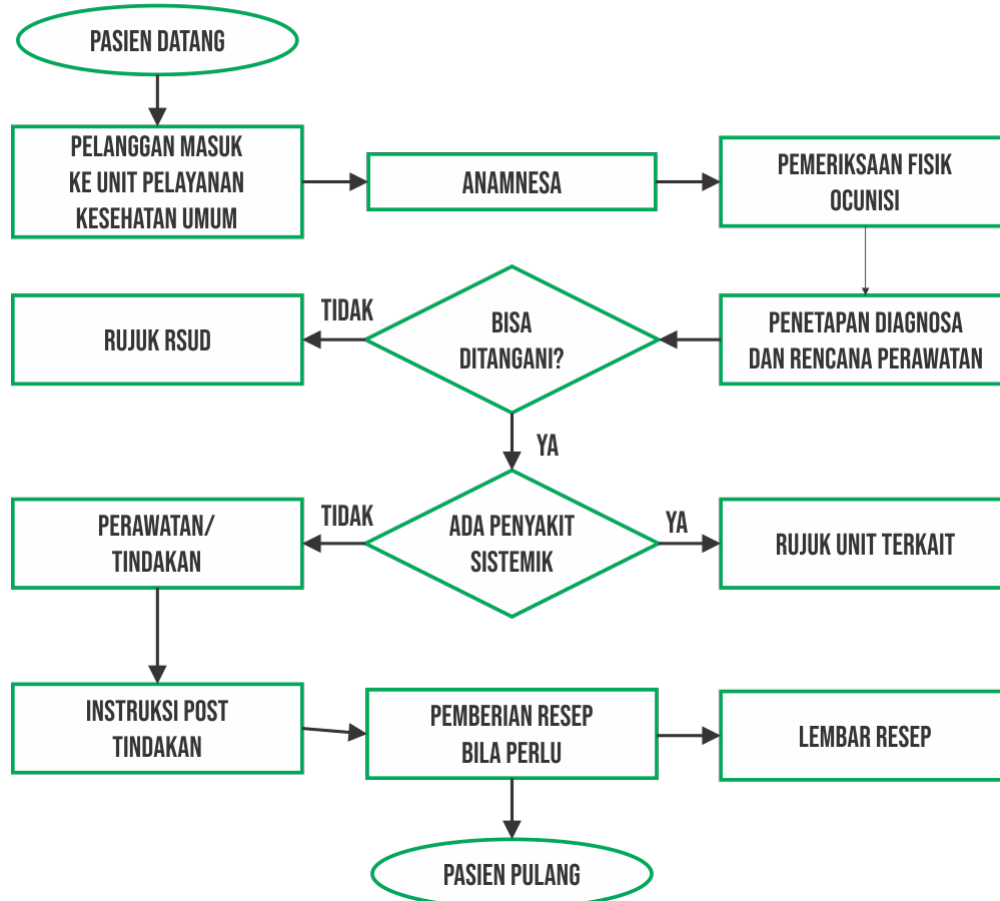 PASIEN DATANG
PELANGGAN MASUK
KE UNIT PELAYANAN
KESEHATAN UMUM
ANAMNESA
PEMERIKSAAN FISIK
OCUNISI
PENETAPAN DIAGNOSA
DAN RENCANA PERAWATAN
BISA
DITANGANI?
TIDAK
RUJUK RSUD
YA
ADA PENYAKIT
SISTEMIK
YA
RUJUK UNIT TERKAIT
TIDAK
PERAWATAN/
TINDAKAN
INSTRUKSI POST
TINDAKAN
PEMBERIAN RESEP
BILA PERLU
LEMBAR RESEP
PASIEN PULANG